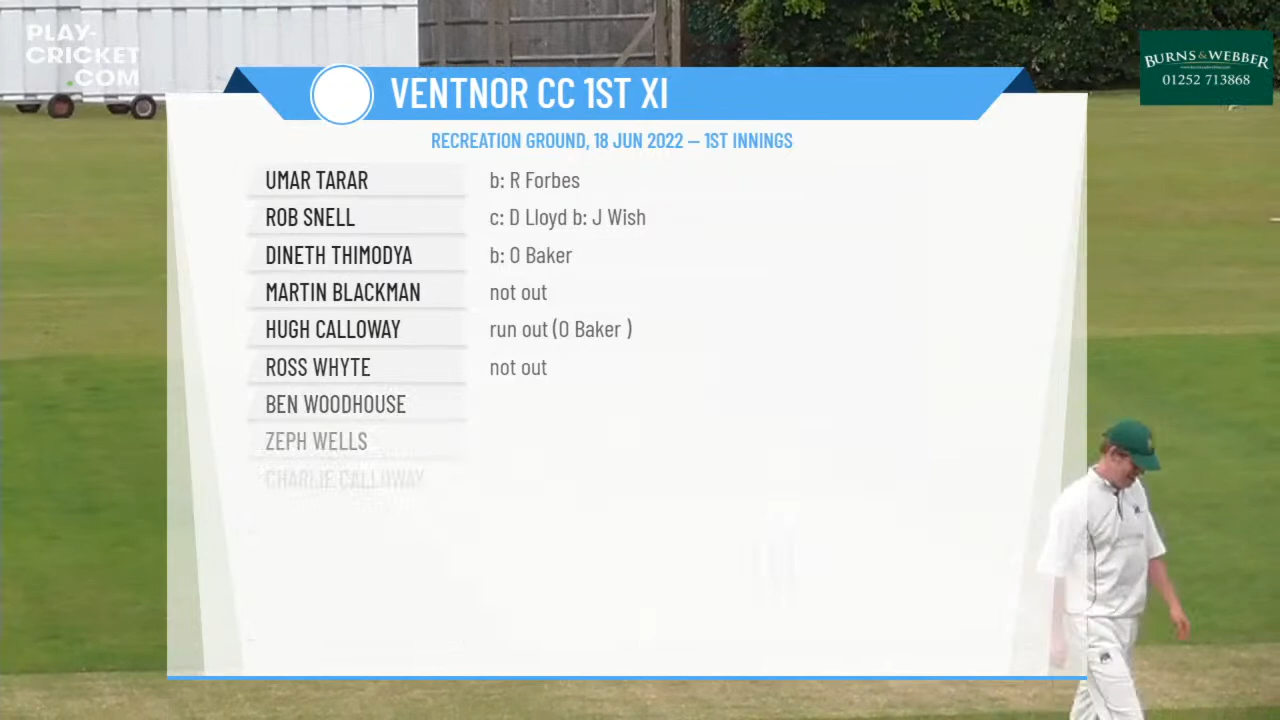 PLAY-
CRICKET
.COM
BURNS & WEBBER
01252 713868
VENTNOR CC 1ST XI
RECREATION GROUND, 18 JUN 2022 – 1ST INNINGS
UMAR TARAR b: R Forbes
ROB SNELL c: D Lloyd b: J Wish
DINETH THIMODYA b: O Baker
MARTIN BLACKMAN not out
HUGH CALLOWAY run out (O Baker )
ROSS WHYTE not out
BEN WOODHOUSE
ZEPH WELLS
CHARLIE CALLOWAY